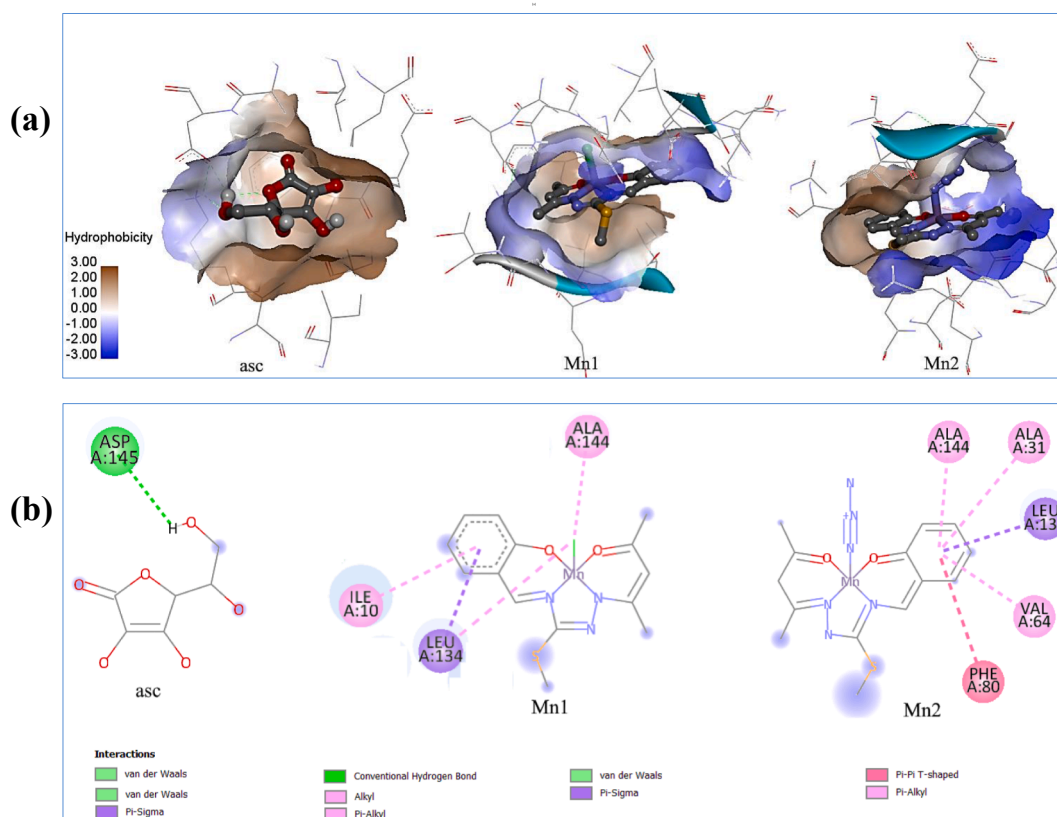 (a)
Hydrophobicity
3.00
2.00
1.00
0.00
-1.00
-2.00
-3.00
asc
Mn1
Mn2
(b)
ASP
A:145
H
O
O
O
O
O
O
asc
ALA
A:144
ILE
A:10
LEU
A:134
O
O
Mn
N
N
N
S
Mn1
ALA
A:144
ALA
A:31
LEU
A:13
VAL
A:64
PHE
A:80
N
+N
N
O
O
Mn
N
N
N
S
Mn2
Interactions
van der Waals
van der Waals
Pi-Sigma
Conventional Hydrogen Bond
Alkyl
Pi-Alkyl
van der Waals
Pi-Sigma
Pi-Pi T-shaped
Pi-Alkyl